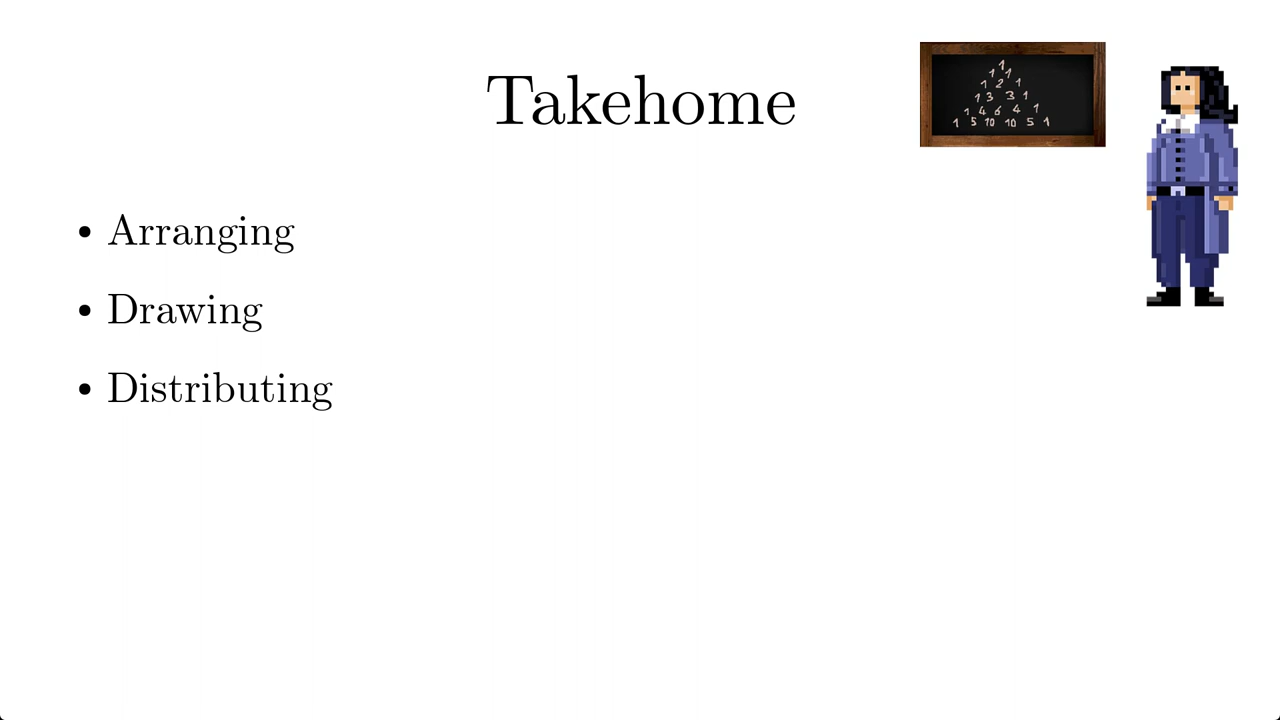 Takehome
1
1 1
1 2 1
1 3 3 1
1 4 6 4 1
1 5 10 10 5 1
• Arranging
• Drawing
• Distributing